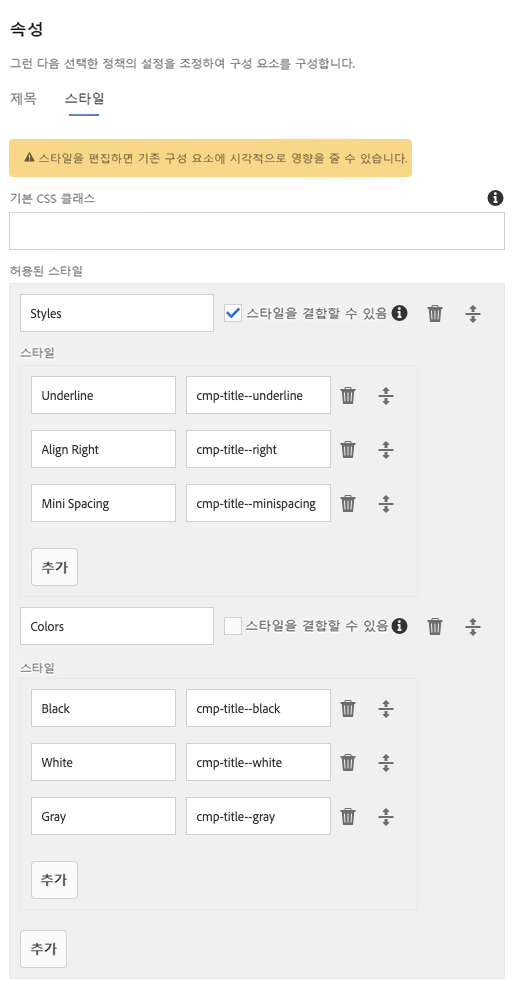 속성
그런 다음 선택한 정책의 설정을 조정하여 구성 요소를 구성합니다.
제목 스타일
스타일을 편집하면 기존 구성 요소에 시각적으로 영향을 줄 수 있습니다.
기본 CSS 클래스
허용된 스타일
Styles 스타일을 결합할 수 있음
스타일
Underline cmp-title--underline
Align Right cmp-title--right
Mini Spacing cmp-title--minispacing
추가
Colors 스타일을 결합할 수 있음
스타일
Black cmp-title--black
White cmp-title--white
Gray cmp-title--gray
추가
추가